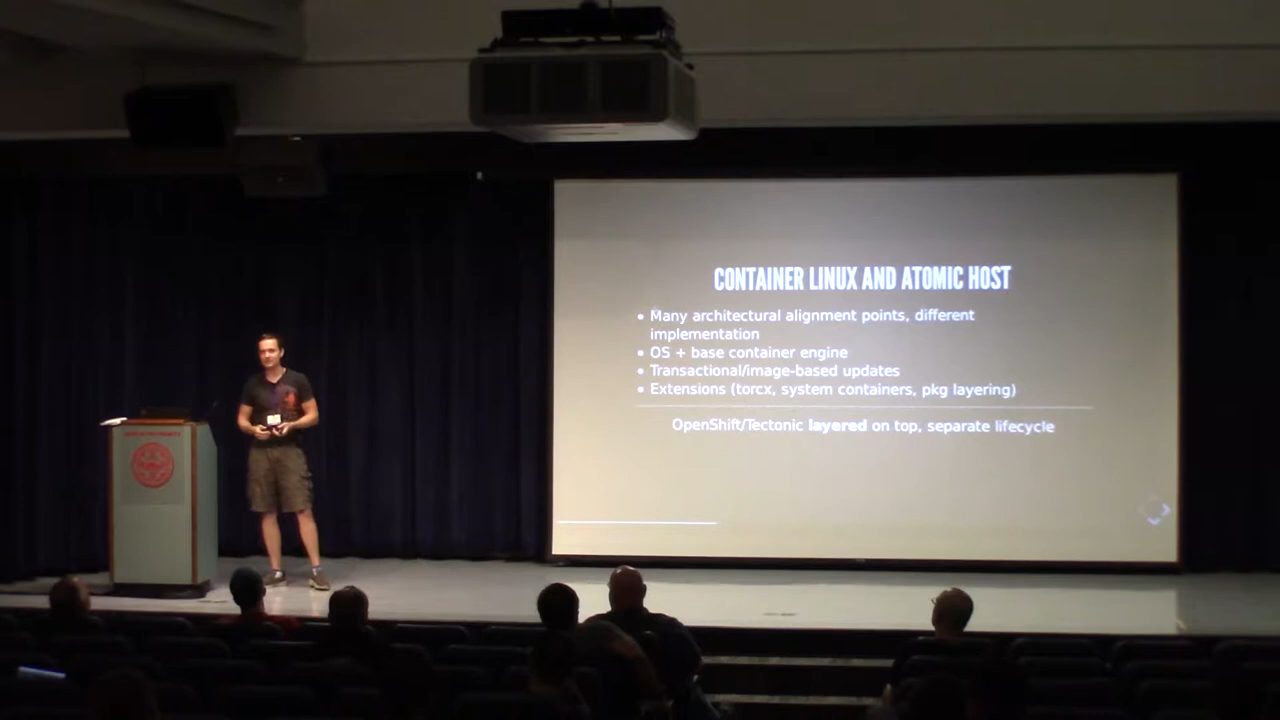 CONTAINER LINUX AND ATOMIC HOST
• Many architectural alignment points, different
implementation
• OS + base container engine
• Transactional/image-based updates
• Extensions (torcx, system containers, pkg layering)
OpenShift/Tectonic layered on top, separate lifecycle